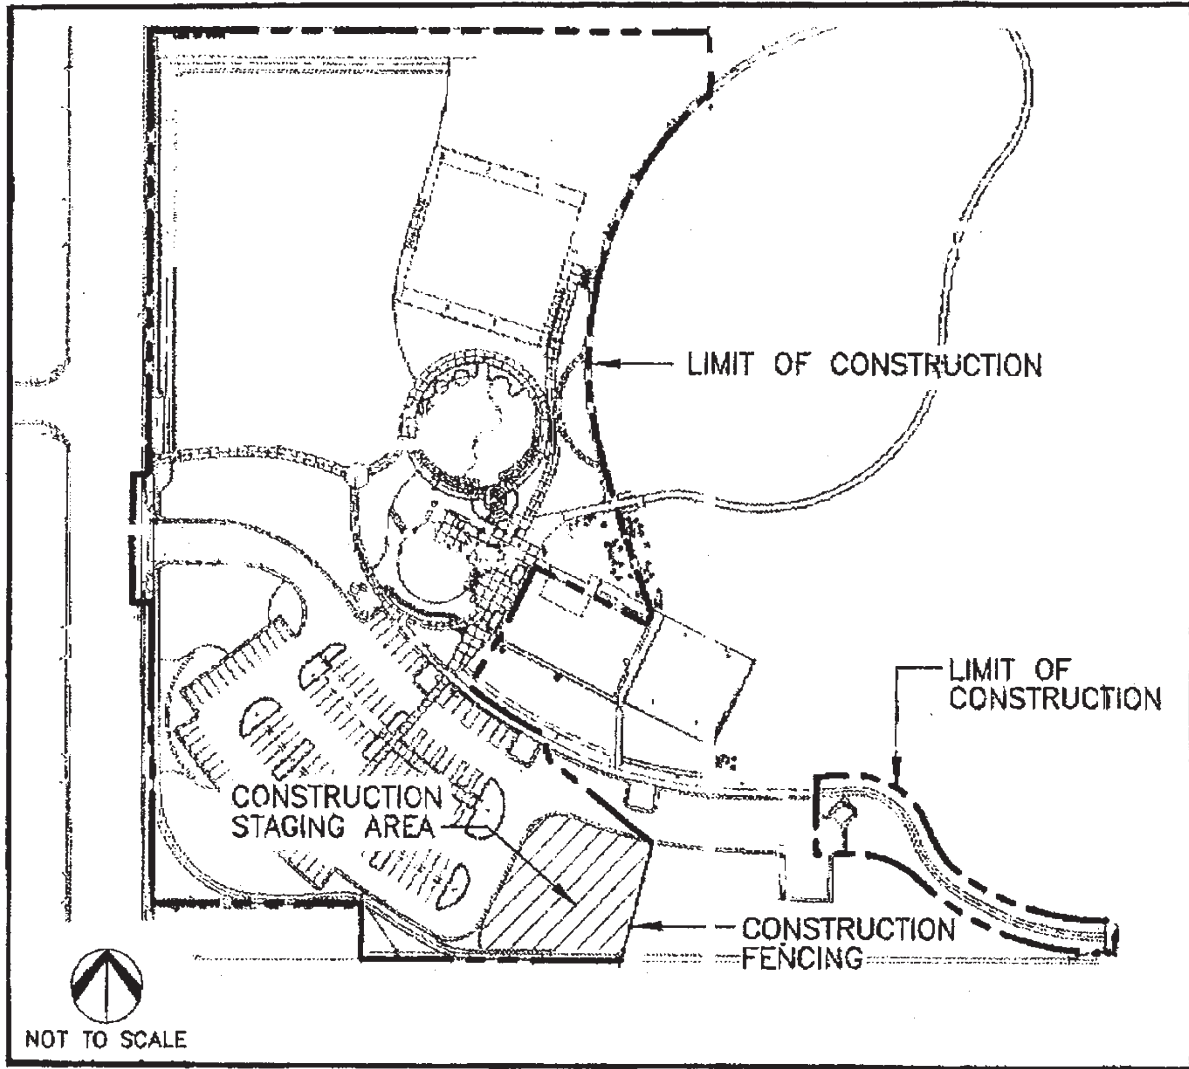 LIMIT OF CONSTRUCTION
LIMIT OF
CONSTRUCTION
CONSTRUCTION
STAGING AREA
CONSTRUCTION
FENCING
NOT TO SCALE